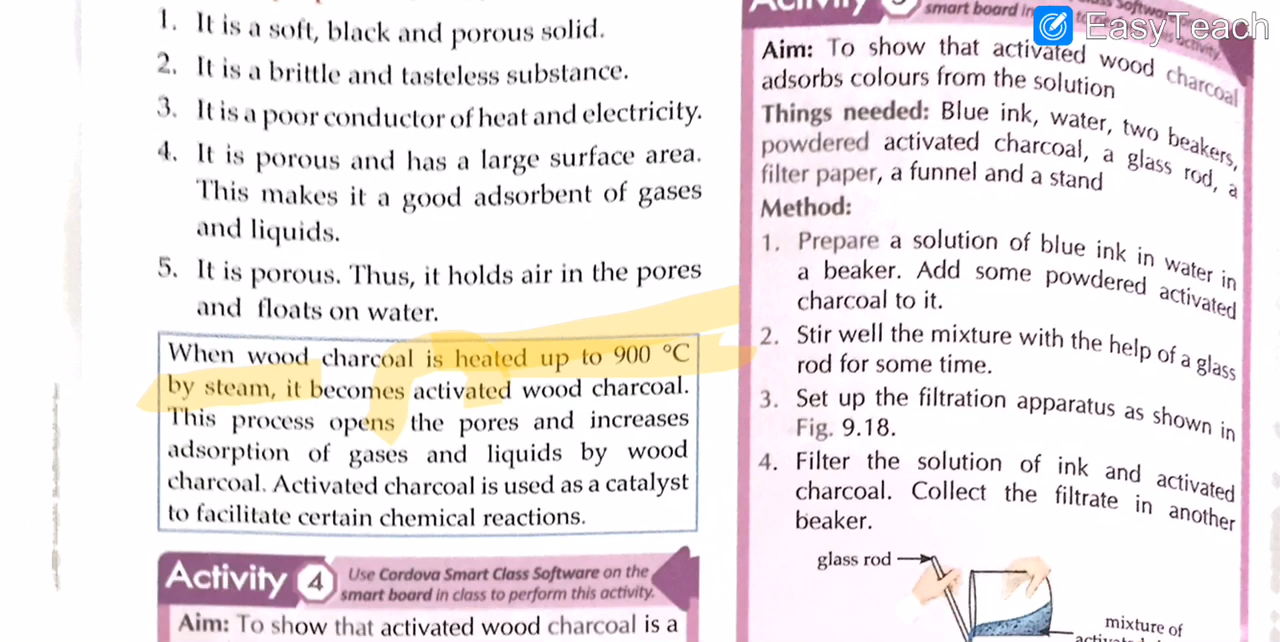 1. It is a soft, black and porous solid.
2. It is a brittle and tasteless substance.
3. It is a poor conductor of heat and electricity.
4. It is porous and has a large surface area.
This makes it a good adsorbent of gases
and liquids.
5. It is porous. Thus, it holds air in the pores
and floats on water.
When wood charcoal is heated up to 900 °C
by steam, it becomes activated wood charcoal.
This process opens the pores and increases
adsorption of gases and liquids by wood
charcoal. Activated charcoal is used as a catalyst
to facilitate certain chemical reactions.
Activity 4 Use Cordova Smart Class Software on the
smart board in class to perform this activity.
Aim: To show that activated wood charcoal is a
Activity
smart board in
EasyTeach
Aim: To show that activated wood charcoal
adsorbs colours from the solution
Things needed: Blue ink, water, two beakers,
powdered activated charcoal, a glass rod, a
filter paper, a funnel and a stand
Method:
1. Prepare a solution of blue ink in water in
a beaker. Add some powdered activated
charcoal to it.
2. Stir well the mixture with the help of a glass
rod for some time.
3. Set up the filtration apparatus as shown in
Fig. 9.18.
4. Filter the solution of ink and activated
charcoal. Collect the filtrate in another
beaker.
glass rod
mixture of